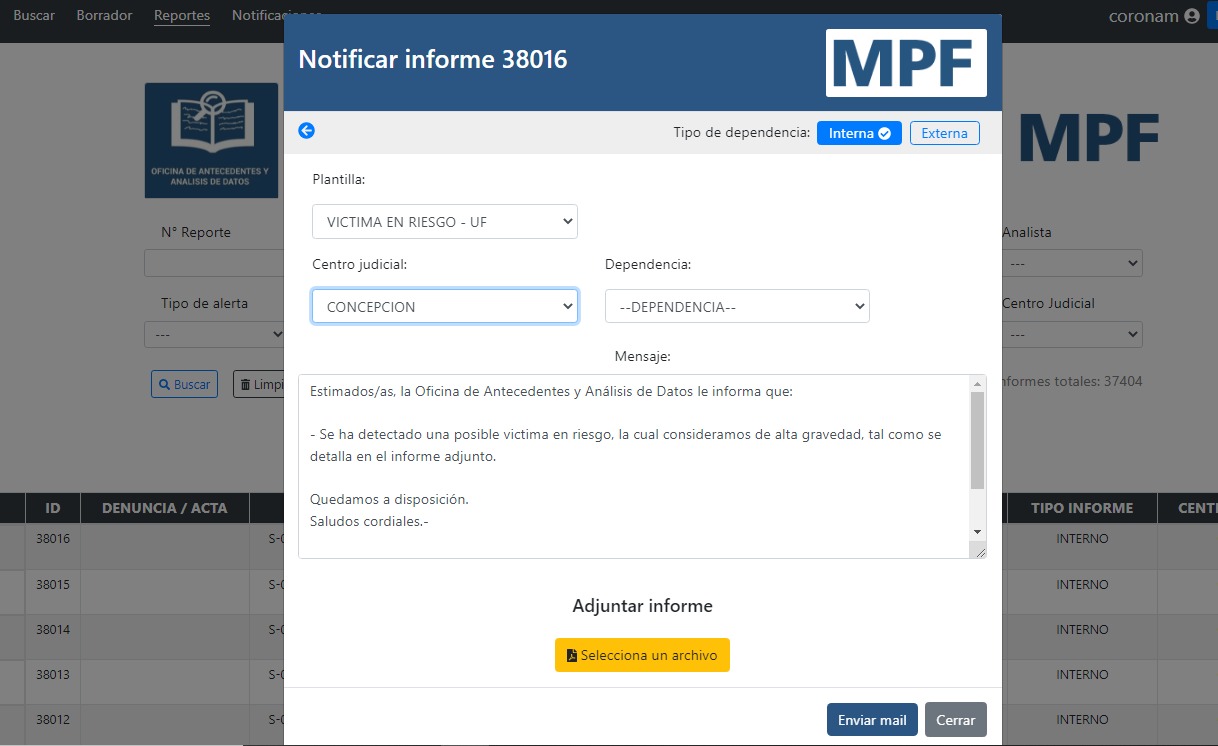 Buscar Borrador Reportes Notificaciones coronam
Notificar informe 38016 MPF
Tipo de dependencia: Interna Externa
OFICINA DE ANTECEDENTES Y
ANALISIS DE DATOS
MPF
Plantilla:
VICTIMA EN RIESGO - UF
N° Reporte Analista
---
Centro judicial: Dependencia:
CONCEPCION --DEPENDENCIA--
Tipo de alerta Centro Judicial
--- ---
Mensaje:
Buscar Limpi nformes totales: 37404
Estimados/as, la Oficina de Antecedentes y Análisis de Datos le informa que:
- Se ha detectado una posible victima en riesgo, la cual consideramos de alta gravedad, tal como se
detalla en el informe adjunto.
Quedamos a disposición.
Saludos cordiales.-
ID DENUNCIA / ACTA TIPO INFORME CENT
38016 S-0 INTERNO
38015 S-0 INTERNO
38014 S-0 INTERNO
38013 S-0 INTERNO
38012 S-0 INTERNO
Adjuntar informe
Selecciona un archivo
Enviar mail Cerrar